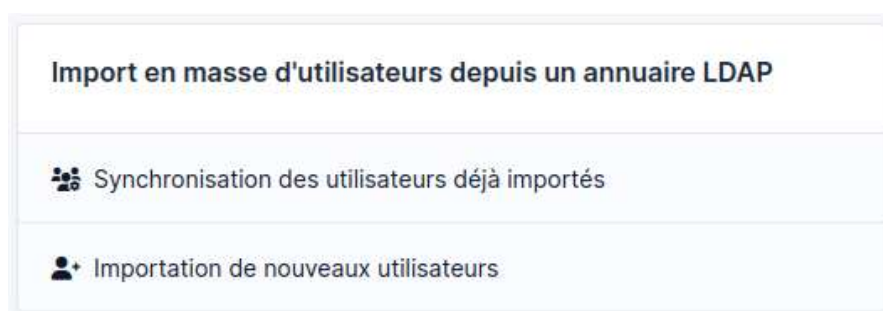 Import en masse d'utilisateurs depuis un annuaire LDAP
Synchronisation des utilisateurs déjà importés
Importation de nouveaux utilisateurs